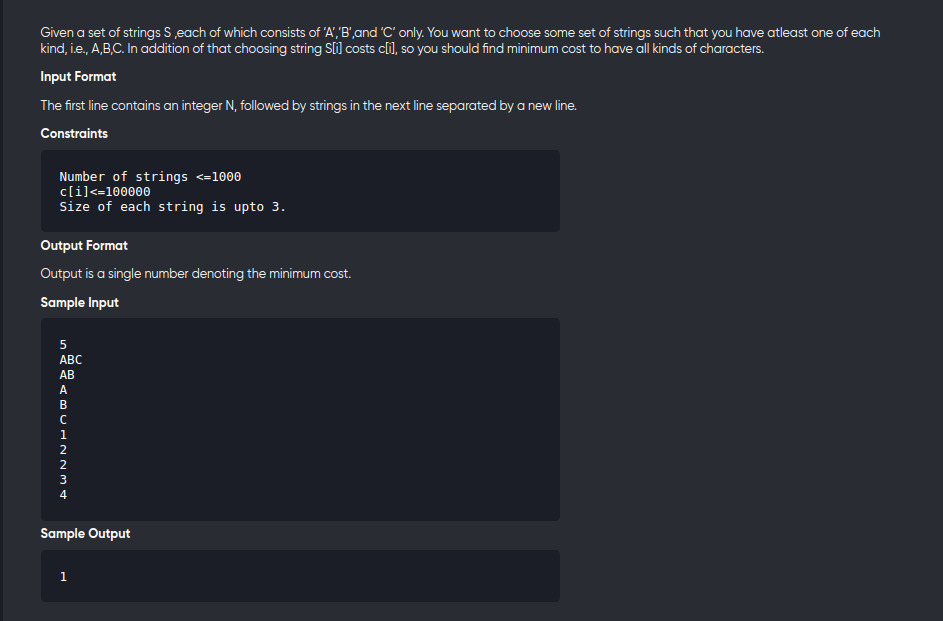 Given a set of strings S ,each of which consists of ‘A’,’B’,and ‘C’ only. You want to choose some set of strings such that you have atleast one of each
kind, i.e., A,B,C. In addition of that choosing string S[i] costs c[i], so you should find minimum cost to have all kinds of characters.
Input Format
The first line contains an integer N, followed by strings in the next line separated by a new line.
Constraints
Number of strings <=1000
c[i]<=100000
Size of each string is upto 3.
Output Format
Output is a single number denoting the minimum cost.
Sample Input
5
ABC
AB
A
B
C
1
2
2
3
4
Sample Output
1